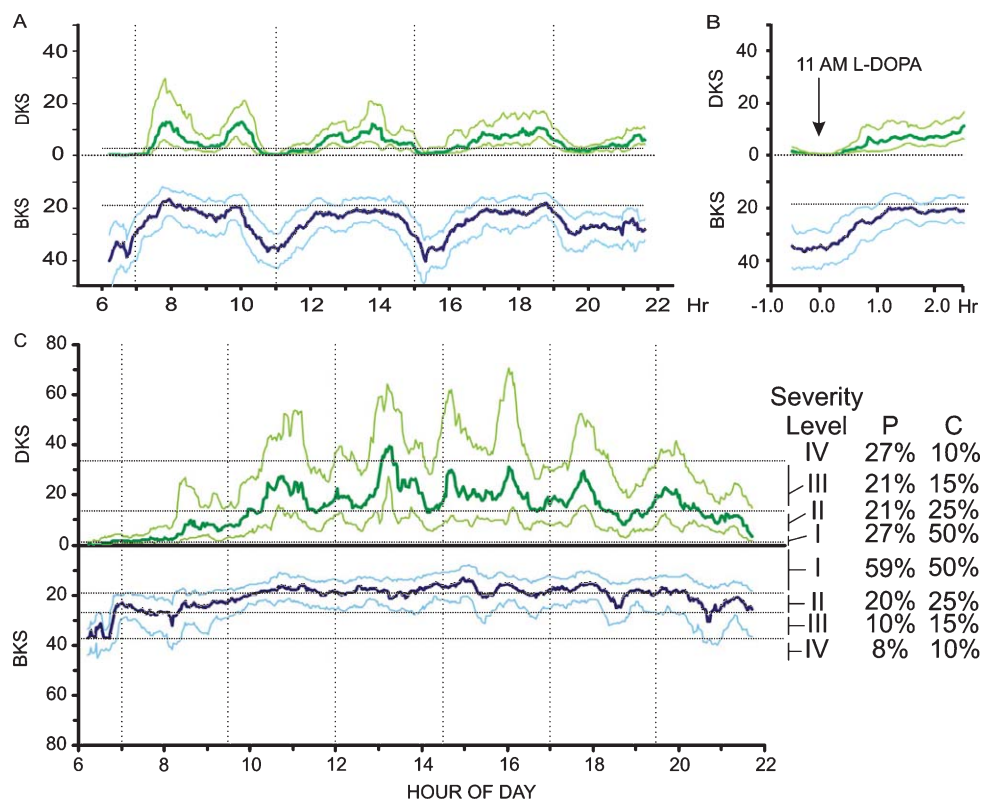 A
DKS
BKS
40
20
0
20
40
6 8 10 12 14 16 18 20 22 Hr
B
11 AM L-DOPA
DKS
BKS
40
20
0
20
40
-1.0 0.0 1.0 2.0 Hr
C
DKS
BKS
80
60
40
20
0
20
40
60
80
6 8 10 12 14 16 18 20 22
HOUR OF DAY
Severity
Level P C
IV 27% 10%
III 21% 15%
II 21% 25%
I 27% 50%
I 59% 50%
II 20% 25%
III 10% 15%
IV 8% 10%